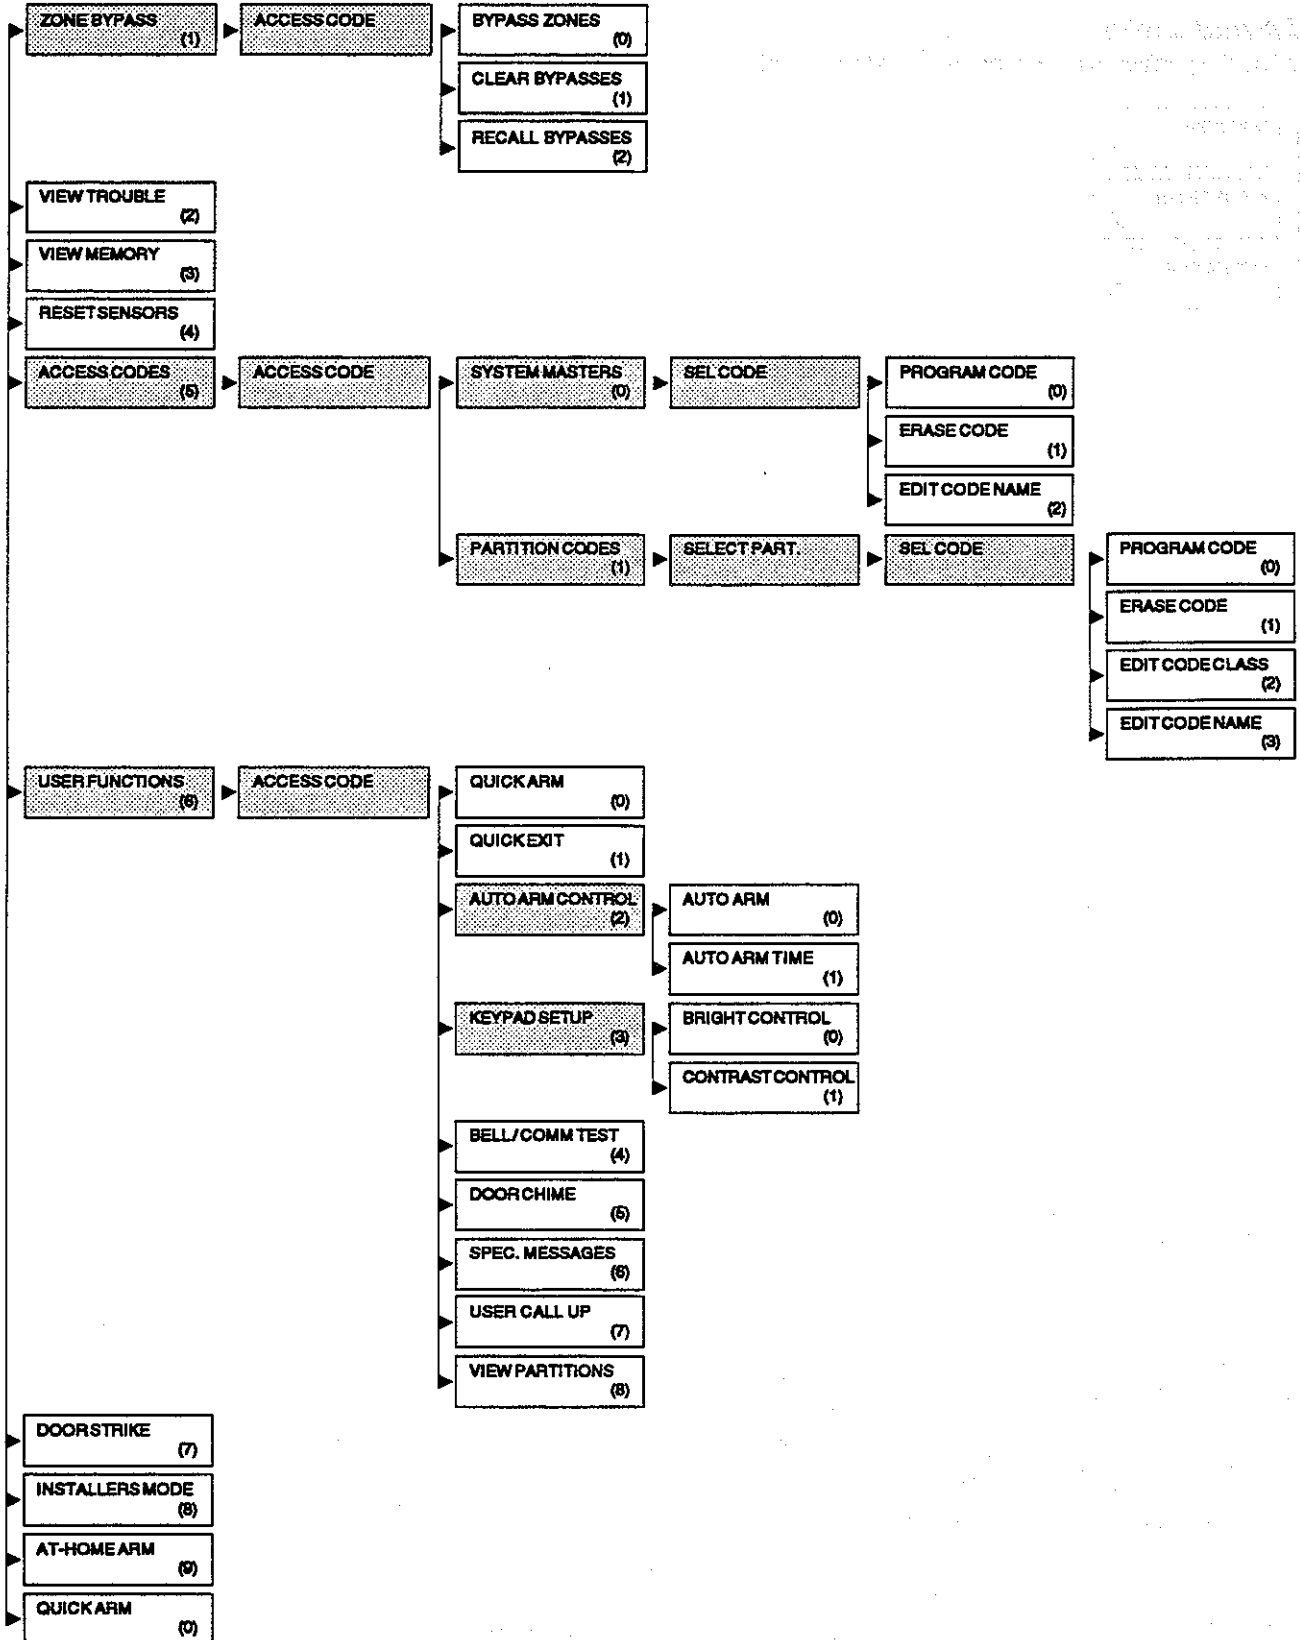 ZONE BYPASS
(1)
ACCESS CODE
BYPASS ZONES
(0)
CLEAR BYPASSES
(1)
RECALL BYPASSES
(2)
VIEW TROUBLE
(2)
VIEW MEMORY
(3)
RESET SENSORS
(4)
ACCESS CODES
(5)
ACCESS CODE
SYSTEM MASTERS
(0)
SEL CODE
PROGRAM CODE
(0)
ERASE CODE
(1)
EDIT CODE NAME
(2)
PARTITION CODES
(1)
SELECT PART.
SEL CODE
PROGRAM CODE
(0)
ERASE CODE
(1)
EDIT CODE CLASS
(2)
EDIT CODE NAME
(3)
USER FUNCTIONS
(6)
ACCESS CODE
QUICK ARM
(0)
QUICK EXIT
(1)
AUTO ARM CONTROL
(2)
AUTO ARM
(0)
AUTO ARM TIME
(1)
KEYPAD SETUP
(3)
BRIGHT CONTROL
(0)
CONTRAST CONTROL
(1)
BELL/COMM TEST
(4)
DOOR CHIME
(5)
SPEC. MESSAGES
(6)
USER CALL UP
(7)
VIEW PARTITIONS
(8)
DOOR STRIKE
(7)
INSTALLERS MODE
(8)
AT-HOME ARM
(9)
QUICK ARM
(0)